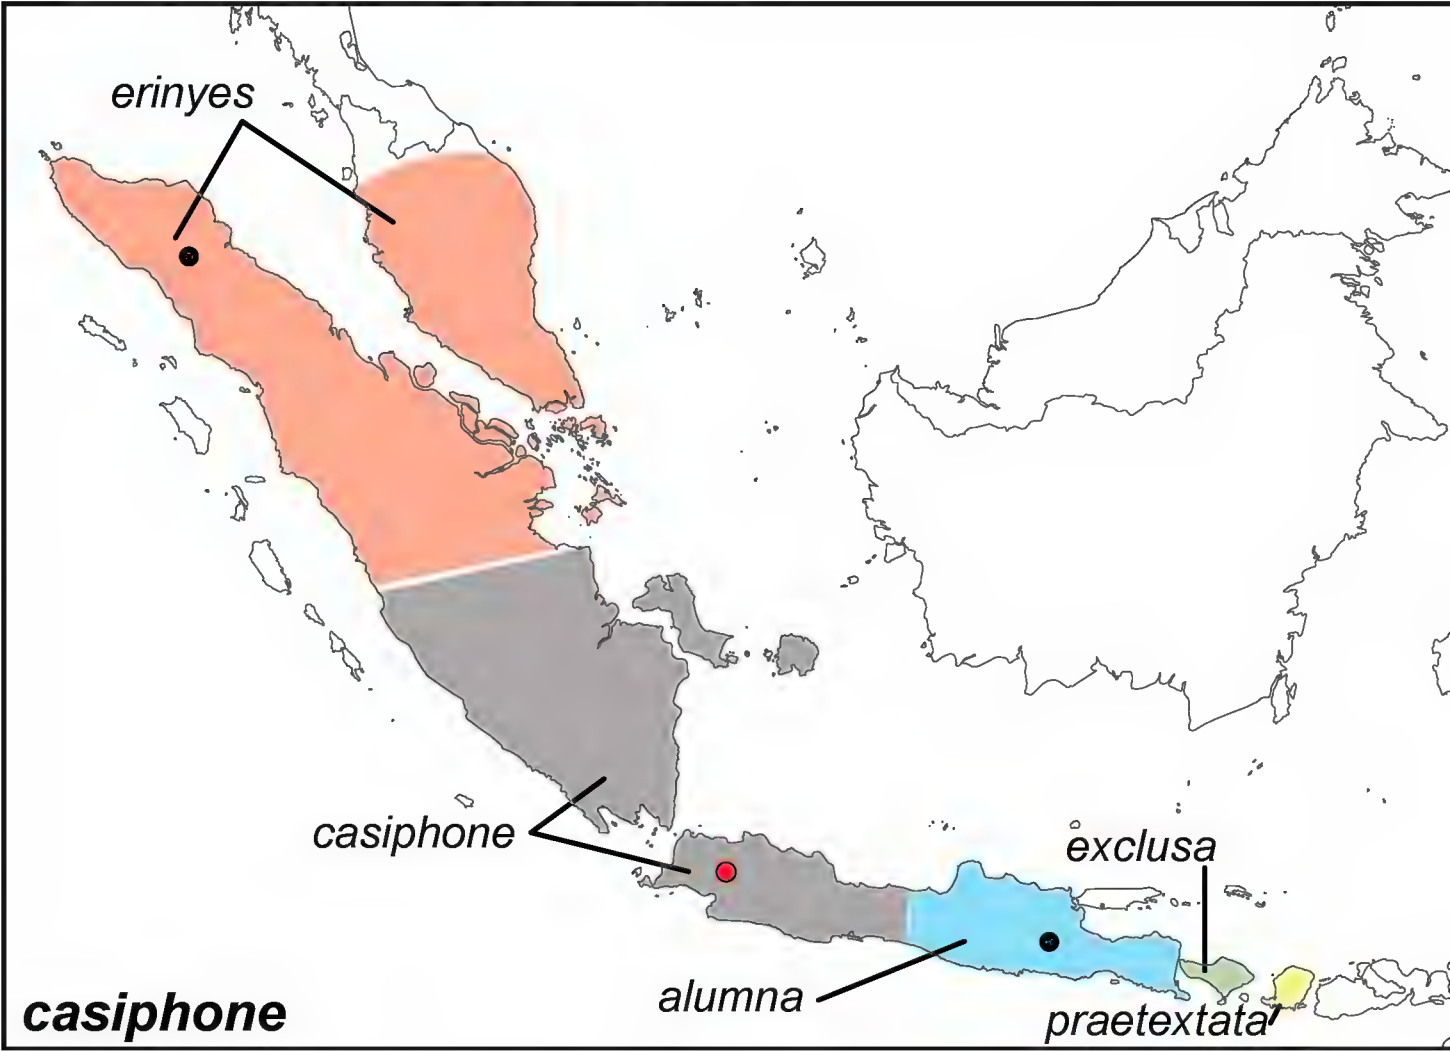 erinyes
casiphone
exclusa
alumna
praetextata
casiphone